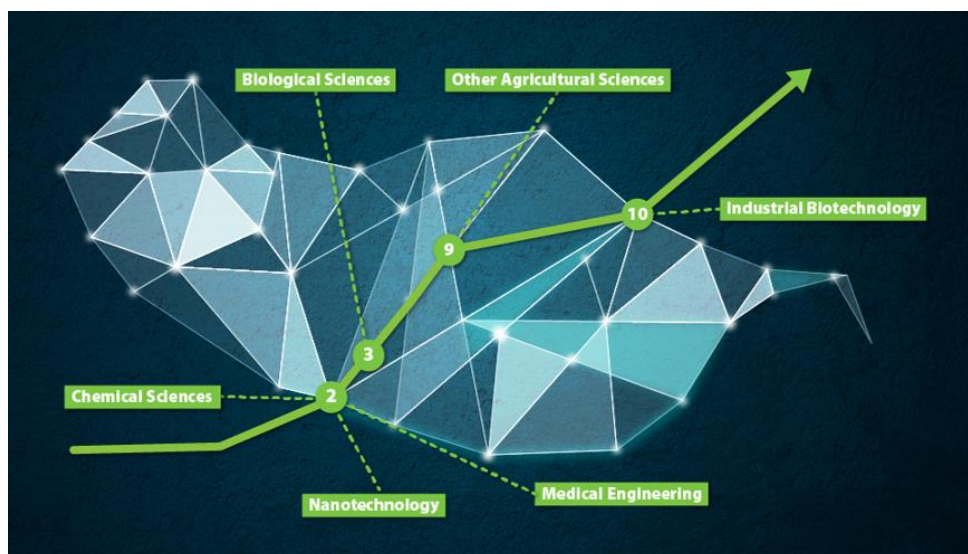 Biological Sciences
Other Agricultural Sciences
10
Industrial Biotechnology
9
3
2
Chemical Sciences
Nanotechnology
Medical Engineering